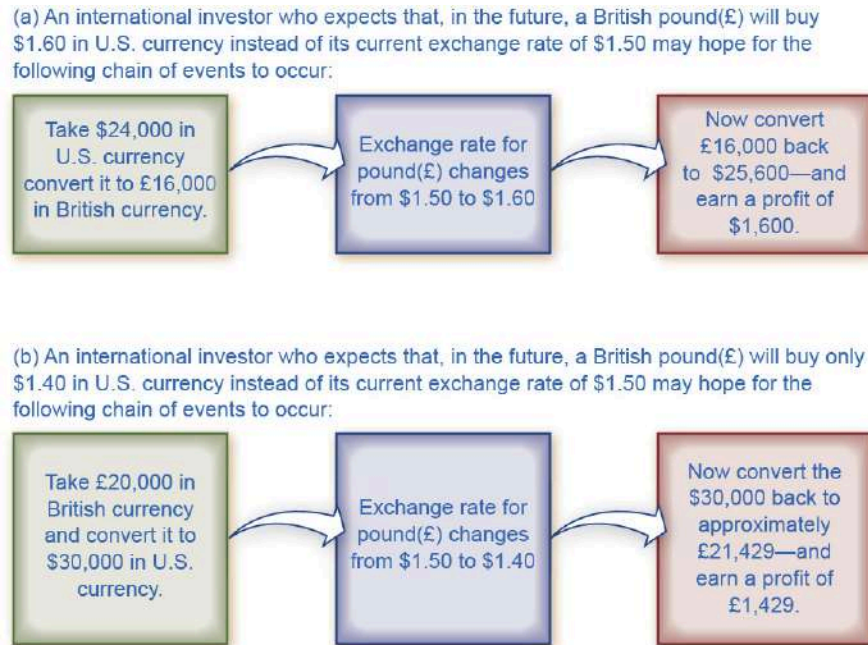 (a) An international investor who expects that, in the future, a British pound(£) will buy
$1.60 in U.S. currency instead of its current exchange rate of $1.50 may hope for the
following chain of events to occur:
Take $24,000 in
U.S. currency
convert it to £16,000
in British currency.
Exchange rate for
pound(£) changes
from $1.50 to $1.60
Now convert
£16,000 back
to $25,600—and
earn a profit of
$1,600.
(b) An international investor who expects that, in the future, a British pound(£) will buy only
$1.40 in U.S. currency instead of its current exchange rate of $1.50 may hope for the
following chain of events to occur:
Take £20,000 in
British currency
and convert it to
$30,000 in U.S.
currency.
Exchange rate for
pound(£) changes
from $1.50 to $1.40
Now convert the
$30,000 back to
approximately
£21,429—and
earn a profit of
£1,429.